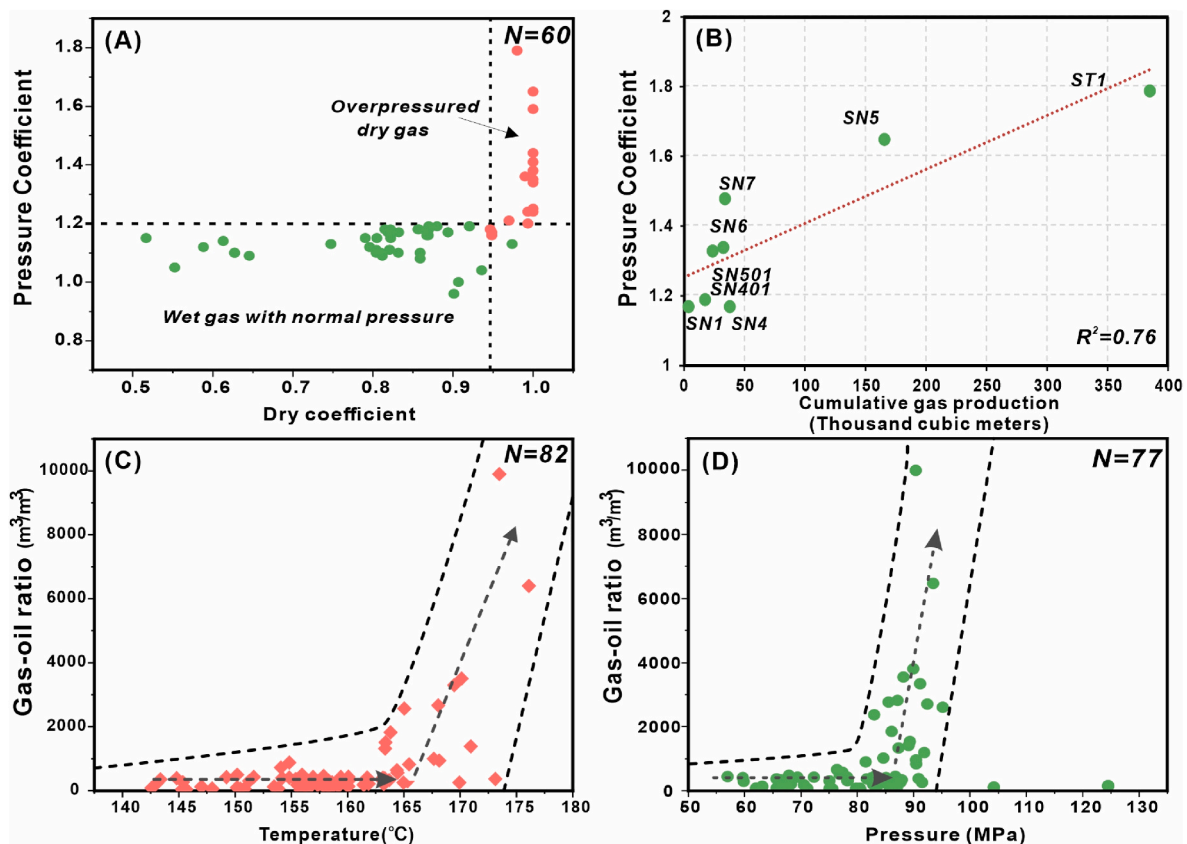 (A)
N=60
Pressure Coefficient
1.8
1.6
1.4
1.2
1.0
0.8
Overpressured
dry gas
Wet gas with normal pressure
0.5 0.6 0.7 0.8 0.9 1.0
Dry coefficient
(B)
Pressure Coefficient
2
1.8
1.6
1.4
1.2
1
ST1
SN5
SN7
SN6
SN501
SN401
SN1 SN4
R²=0.76
0 50 100 150 200 250 300 350 400
Cumulative gas production
(Thousand cubic meters)
(C)
N=82
Gas-oil ratio (m³/m³)
10000
8000
6000
4000
2000
0
140 145 150 155 160 165 170 175 180
Temperature(°C)
(D)
N=77
Gas-oil ratio (m³/m³)
10000
8000
6000
4000
2000
0
50 60 70 80 90 100 110 120 130
Pressure (MPa)